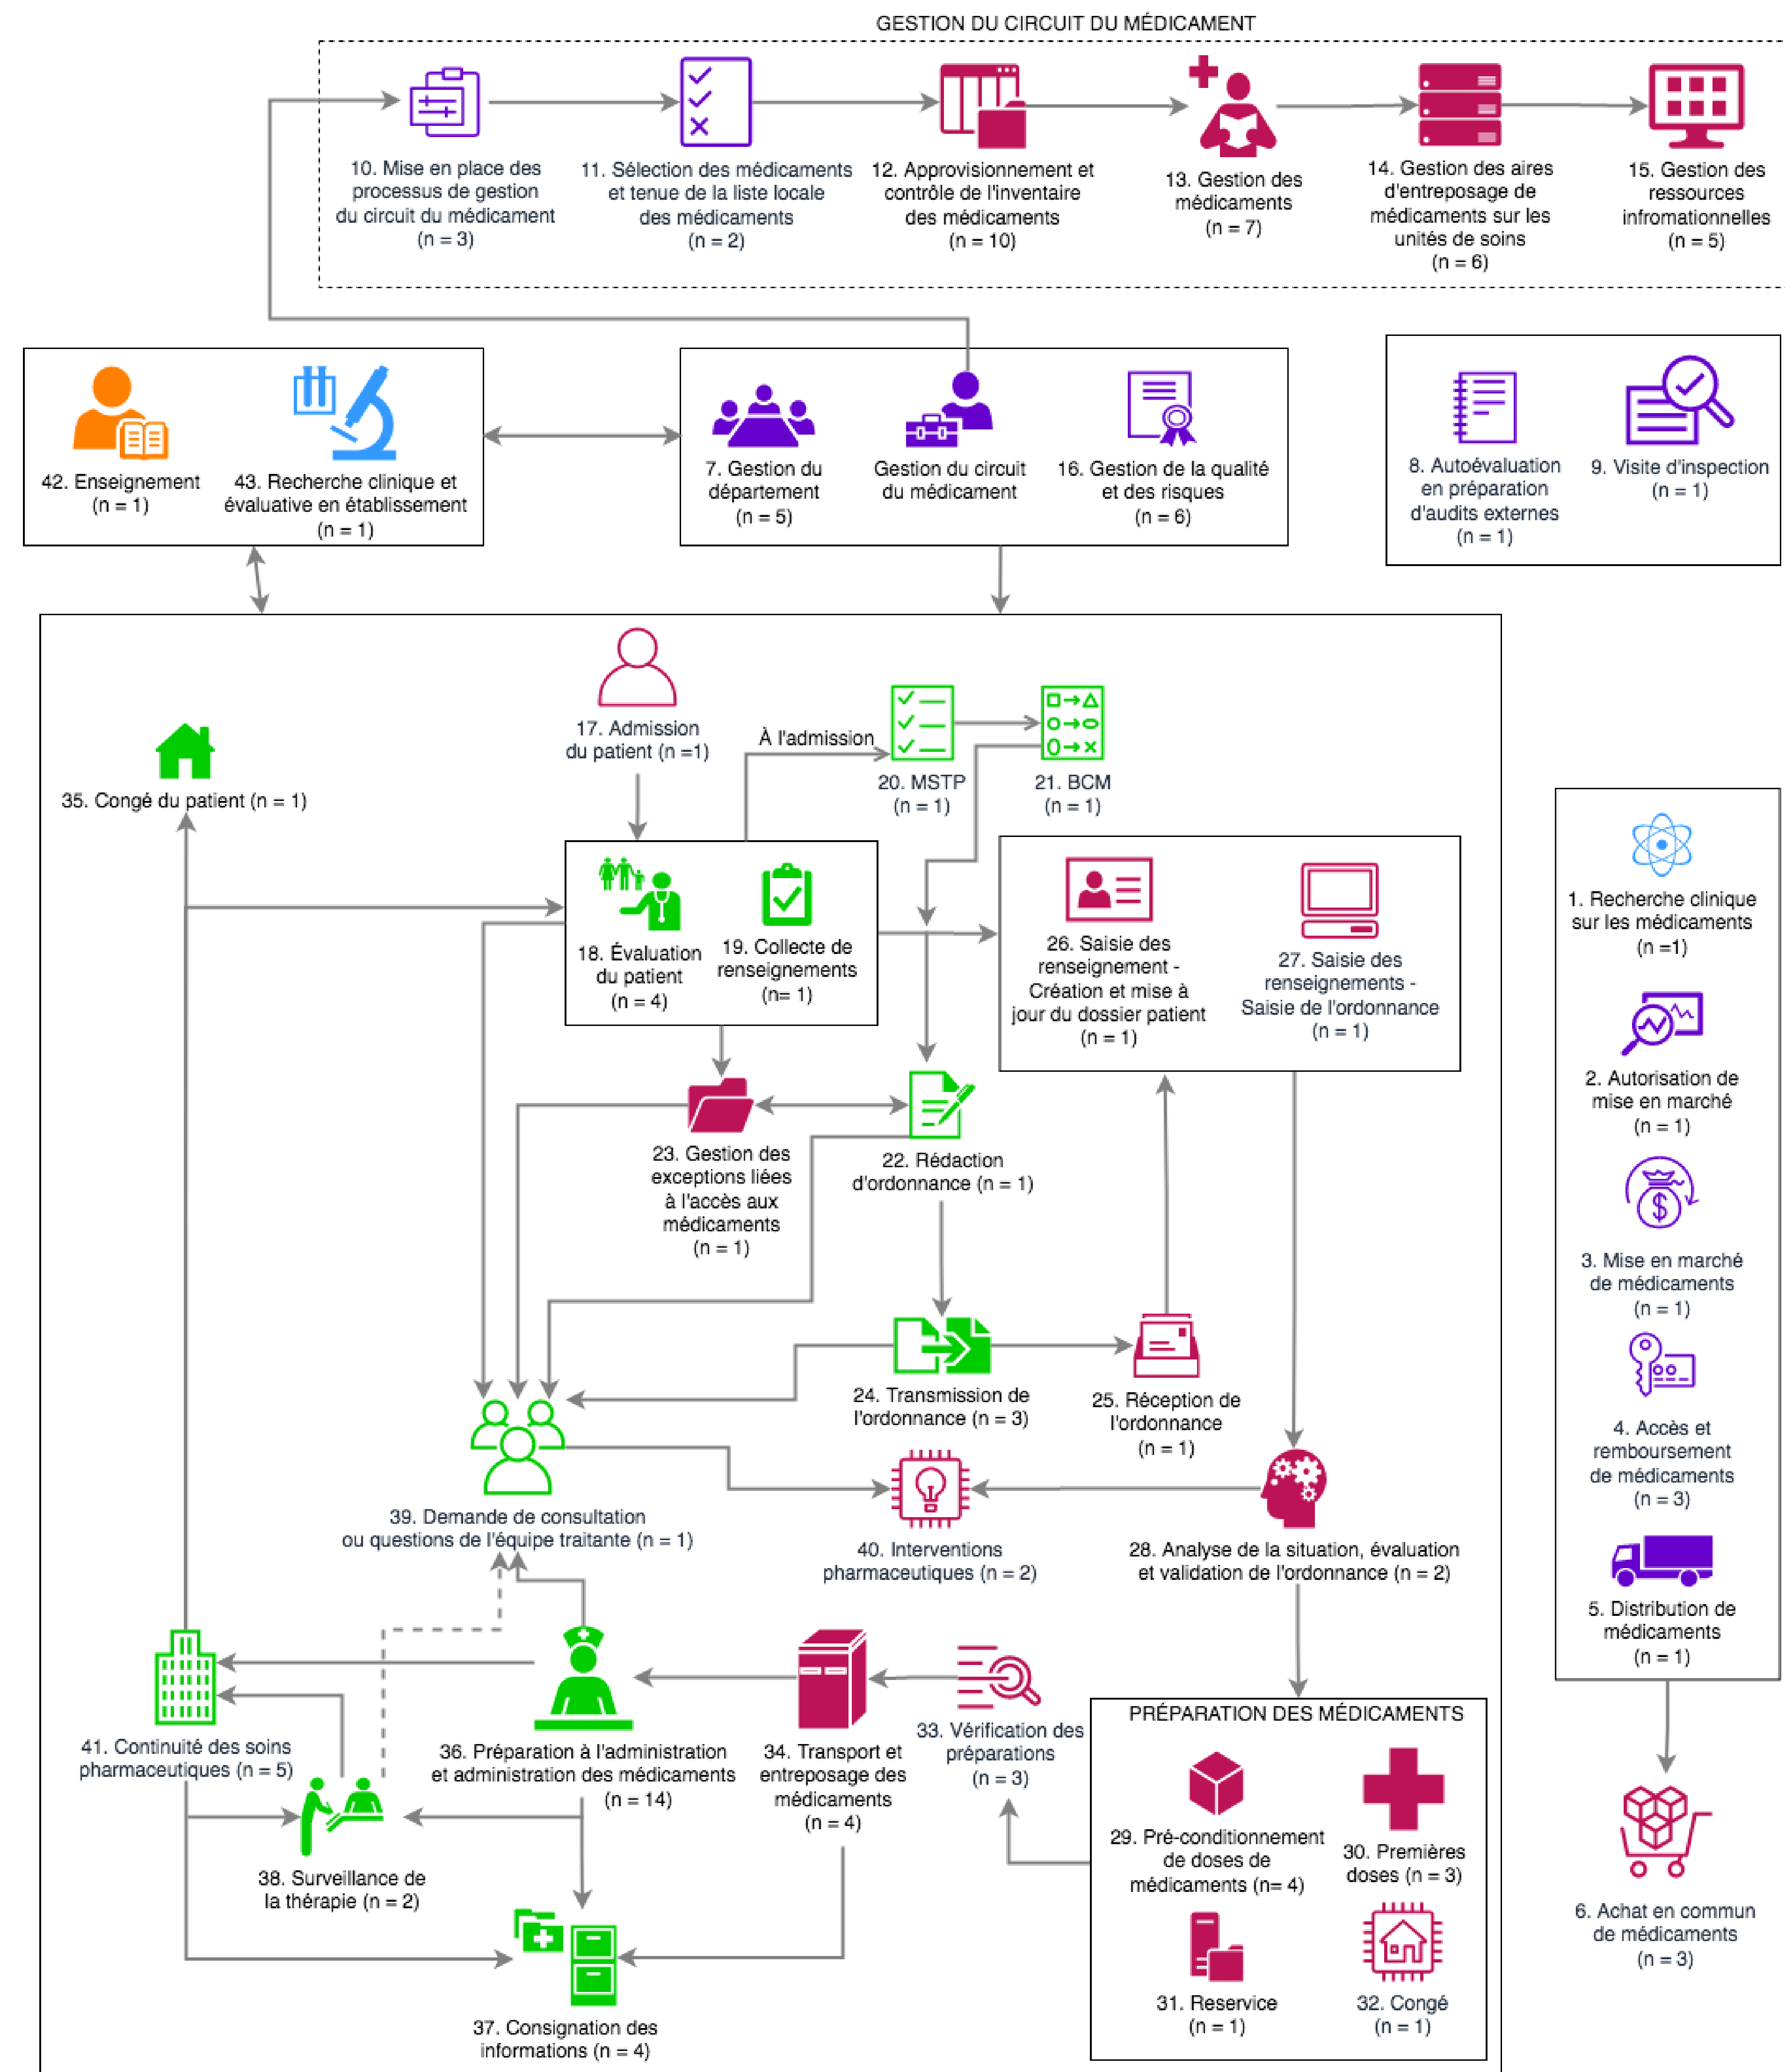 GESTION DU CIRCUIT DU MÉDICAMENT
10. Mise en place des
processus de gestion
du circuit du médicament
(n = 3)
11. Sélection des médicaments
et tenue de la liste locale
des médicaments
(n = 2)
12. Approvisionnement et
contrôle de l'inventaire
des médicaments
(n = 10)
13. Gestion des
médicaments
(n = 7)
14. Gestion des aires
d'entreposage de
médicaments sur les
unités de soins
(n = 6)
15. Gestion des
ressources
infromationnelles
(n = 5)
42. Enseignement
(n = 1)
43. Recherche clinique et
évaluative en établissement
(n = 1)
7. Gestion du
département
(n = 5)
Gestion du circuit
du médicament
16. Gestion de la qualité
et des risques
(n = 6)
8. Autoévaluation
en préparation
d'audits externes
(n = 1)
9. Visite d'inspection
(n = 1)
17. Admission
du patient (n =1)
À l'admission
20. MSTP
(n = 1)
21. BCM
(n = 1)
35. Congé du patient (n = 1)
18. Évaluation
du patient
(n = 4)
19. Collecte de
renseignements
(n= 1)
26. Saisie des
renseignement -
Création et mise à
jour du dossier patient
(n = 1)
27. Saisie des
renseignements -
Saisie de l'ordonnance
(n = 1)
23. Gestion des
exceptions liées
à l'accès aux
médicaments
(n = 1)
22. Rédaction
d'ordonnance (n = 1)
24. Transmission de
l'ordonnance (n = 3)
25. Réception de
l'ordonnance
(n = 1)
39. Demande de consultation
ou questions de l'équipe traitante (n = 1)
40. Interventions
pharmaceutiques (n = 2)
28. Analyse de la situation, évaluation
et validation de l'ordonnance (n = 2)
41. Continuité des soins
pharmaceutiques (n = 5)
36. Préparation à l'administration
et administration des médicaments
(n = 14)
34. Transport et
entreposage des
médicaments
(n = 4)
33. Vérification des
préparations
(n = 3)
PRÉPARATION DES MÉDICAMENTS
29. Pré-conditionnement
de doses de
médicaments (n= 4)
30. Premières
doses (n = 3)
31. Reservice
(n = 1)
32. Congé
(n = 1)
38. Surveillance de
la thérapie (n = 2)
37. Consignation des
informations (n = 4)
1. Recherche clinique
sur les médicaments
(n =1)
2. Autorisation de
mise en marché
(n = 1)
3. Mise en marché
de médicaments
(n = 1)
4. Accès et
remboursement
de médicaments
(n = 3)
5. Distribution de
médicaments
(n = 1)
6. Achat en commun
de médicaments
(n = 3)